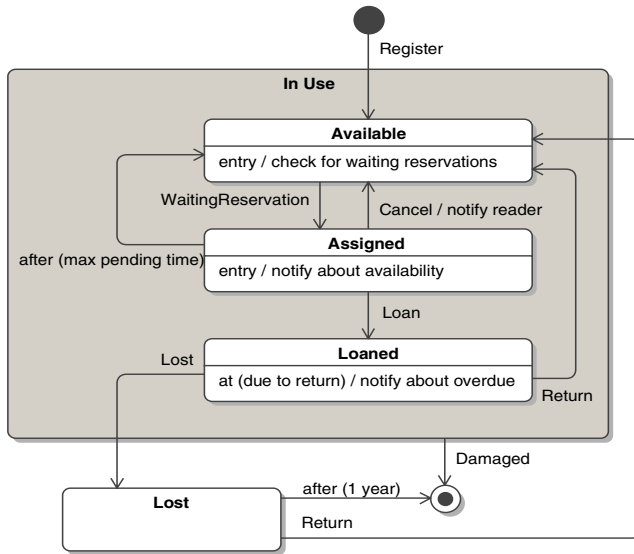 Register
In Use
Available
entry / check for waiting reservations
WaitingReservation
Cancel / notify reader
Assigned
after (max pending time)
entry / notify about availability
Loan
Lost
Loaned
at (due to return) / notify about overdue
Return
Damaged
Lost
after (1 year)
Return